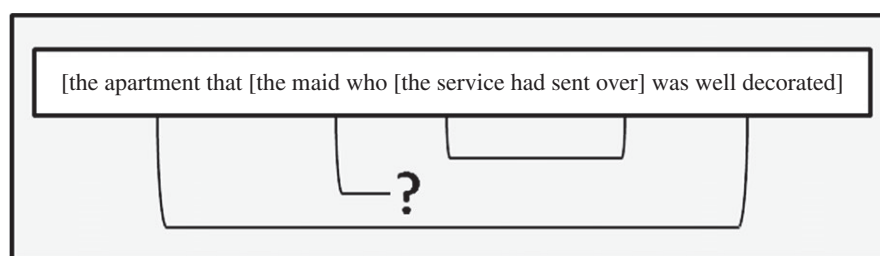 [the apartment that [the maid who [the service had sent over] was well decorated]
?